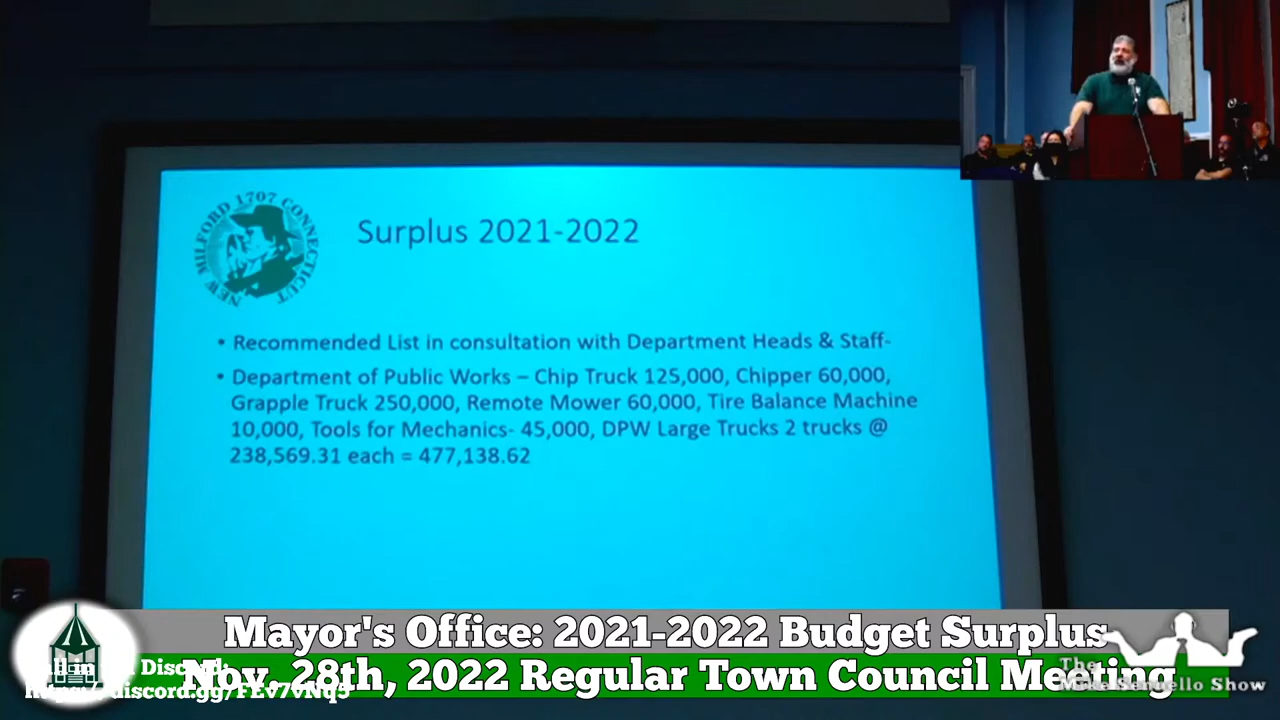 NEW MILFORD 1707 CONNECTICUT
Surplus 2021-2022
• Recommended List in consultation with Department Heads & Staff-
• Department of Public Works – Chip Truck 125,000, Chipper 60,000,
Grapple Truck 250,000, Remote Mower 60,000, Tire Balance Machine
10,000, Tools for Mechanics- 45,000, DPW Large Trucks 2 trucks @
238,569.31 each = 477,138.62
Mayor's Office: 2021-2022 Budget Surplus
Nov. 28th, 2022 Regular Town Council Meeting
Discord:
The
Show